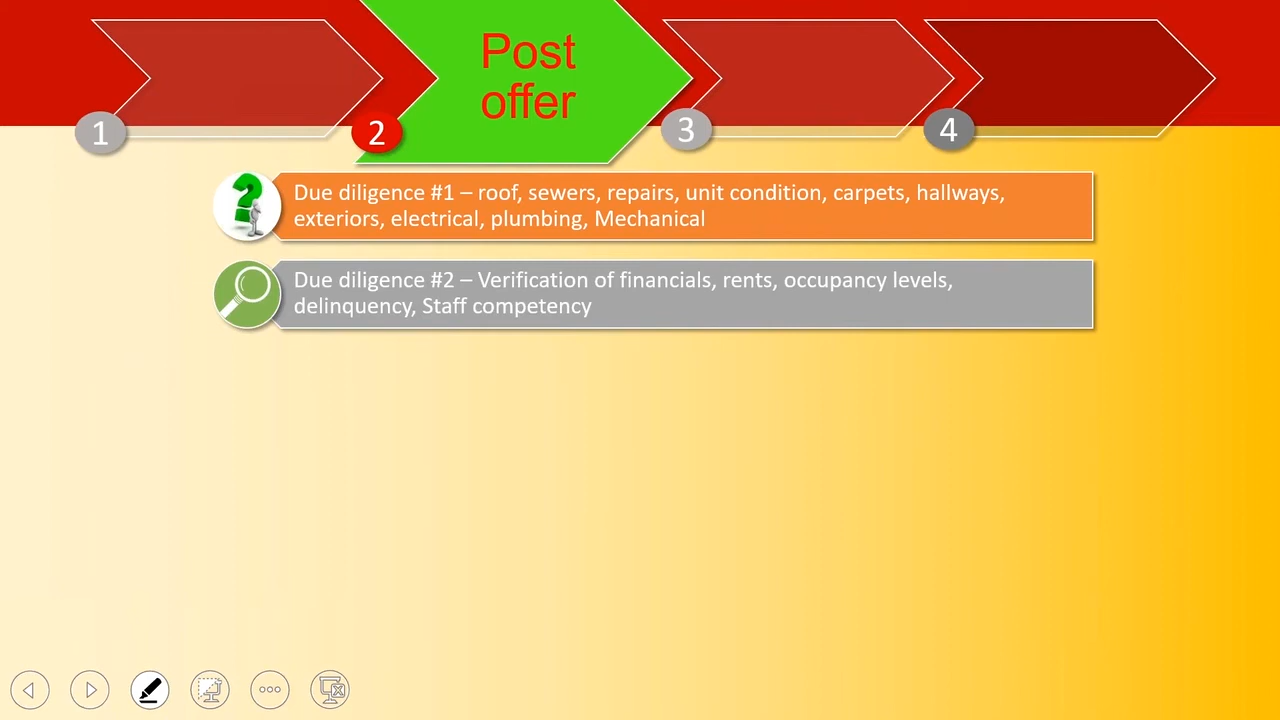 Post
offer
1
2
3
4
Due diligence #1 – roof, sewers, repairs, unit condition, carpets, hallways,
exteriors, electrical, plumbing, Mechanical
Due diligence #2 – Verification of financials, rents, occupancy levels,
delinquency, Staff competency